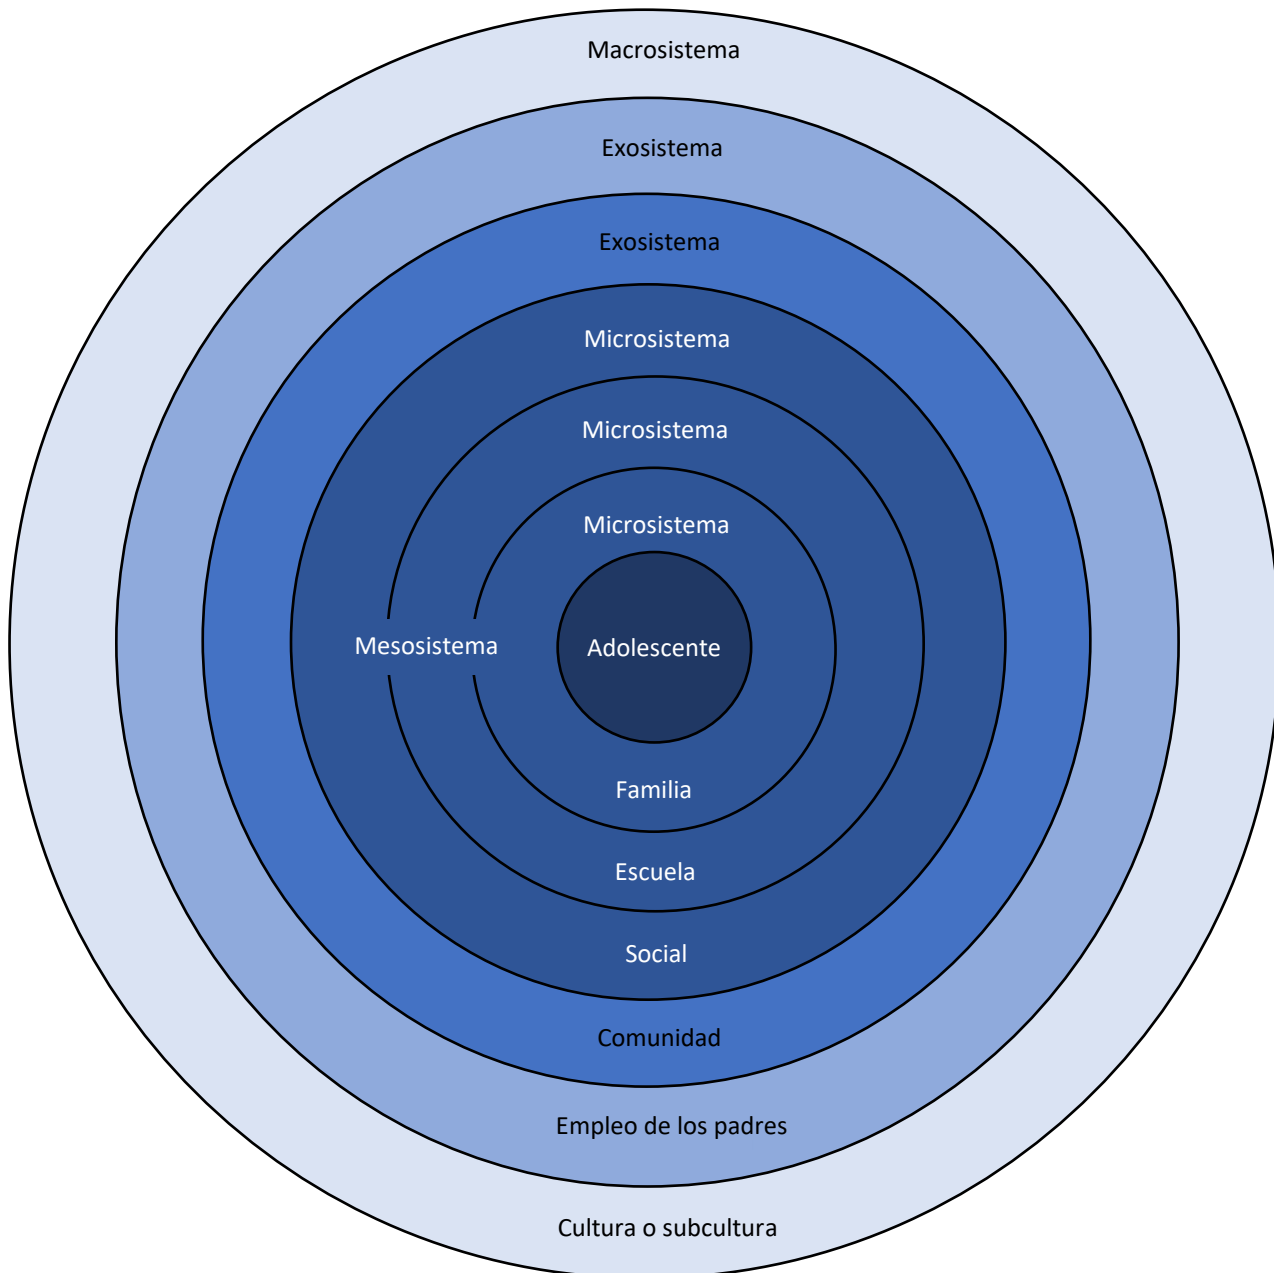 Macrosistema
Exosistema
Exosistema
Microsistema
Microsistema
Microsistema
Mesosistema
Adolescente
Familia
Escuela
Social
Comunidad
Empleo de los padres
Cultura o subcultura